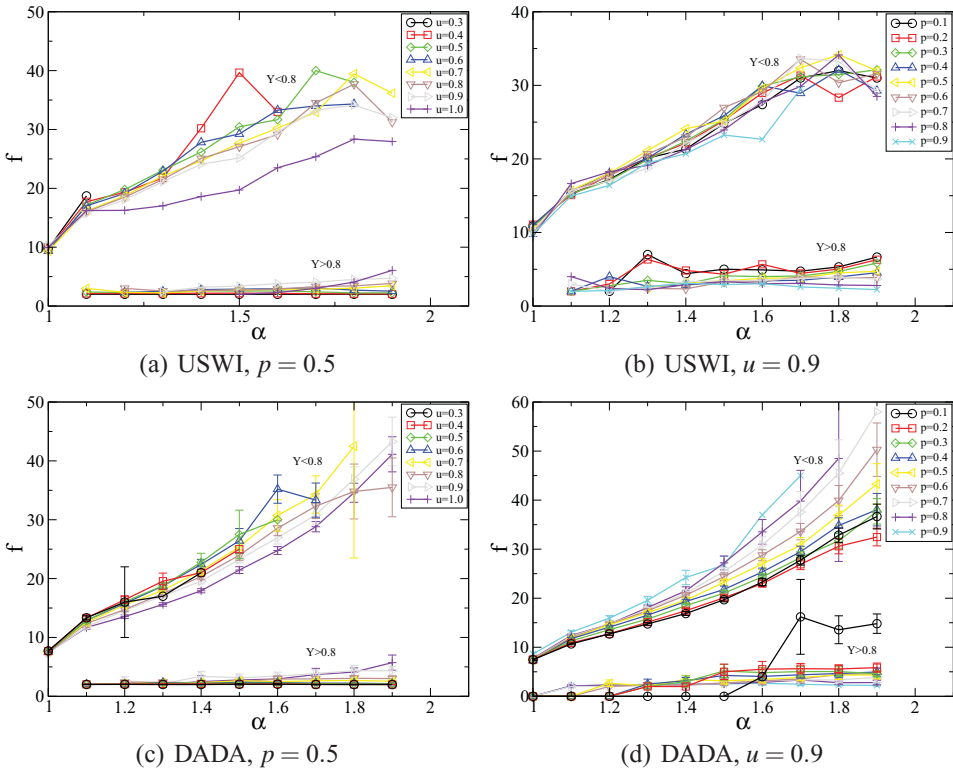 50
40
30
20
10
0
f
1
1.5
2
α
Y<0.8
Y>0.8
u=0.3
u=0.4
u=0.5
u=0.6
u=0.7
u=0.8
u=0.9
u=1.0
(a) USWI, p = 0.5
40
30
20
10
0
f
1
1.2
1.4
1.6
1.8
2
α
Y<0.8
Y>0.8
p=0.1
p=0.2
p=0.3
p=0.4
p=0.5
p=0.6
p=0.7
p=0.8
p=0.9
(b) USWI, u = 0.9
50
40
30
20
10
0
f
1
1.2
1.4
1.6
1.8
2
α
Y<0.8
Y>0.8
u=0.3
u=0.4
u=0.5
u=0.6
u=0.7
u=0.8
u=0.9
u=1.0
(c) DADA, p = 0.5
60
50
40
30
20
10
0
f
1
1.2
1.4
1.6
1.8
2
α
Y<0.8
Y>0.8
p=0.1
p=0.2
p=0.3
p=0.4
p=0.5
p=0.6
p=0.7
p=0.8
p=0.9
(d) DADA, u = 0.9